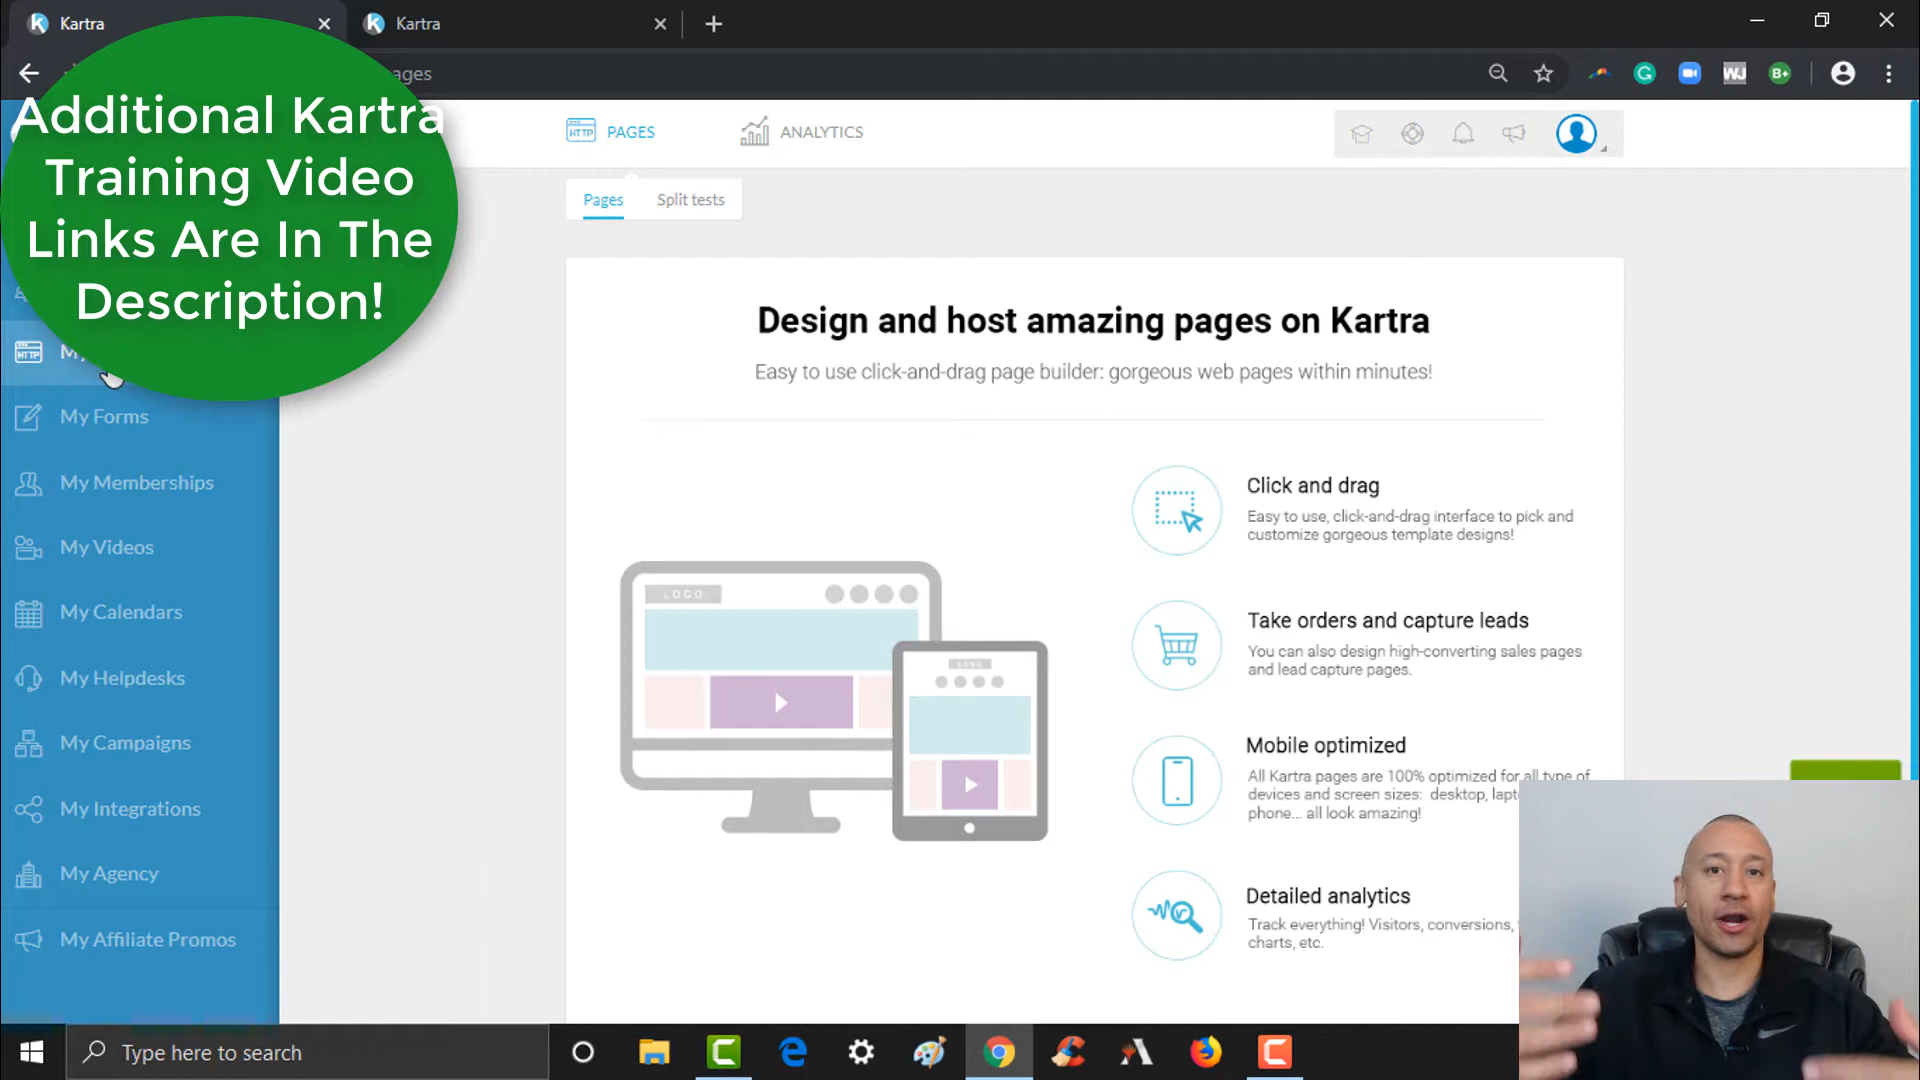 Kartra
Kartra
ages
Additional Kartra
Training Video
Links Are In The
Description!
HTTP PAGES
ANALYTICS
Pages
Split tests
HTTP My
My Forms
My Memberships
My Videos
My Calendars
My Helpdesks
My Campaigns
My Integrations
My Agency
My Affiliate Promos
Design and host amazing pages on Kartra
Easy to use click-and-drag page builder: gorgeous web pages within minutes!
LOGO
LOGO
Click and drag
Easy to use, click-and-drag interface to pick and
customize gorgeous template designs!
Take orders and capture leads
You can also design high-converting sales pages
and lead capture pages.
Mobile optimized
All Kartra pages are 100% optimized for all type of
devices and screen sizes: desktop, lapt
phone... all look amazing!
Detailed analytics
Track everything! Visitors, conversions,
charts, etc.
Type here to search